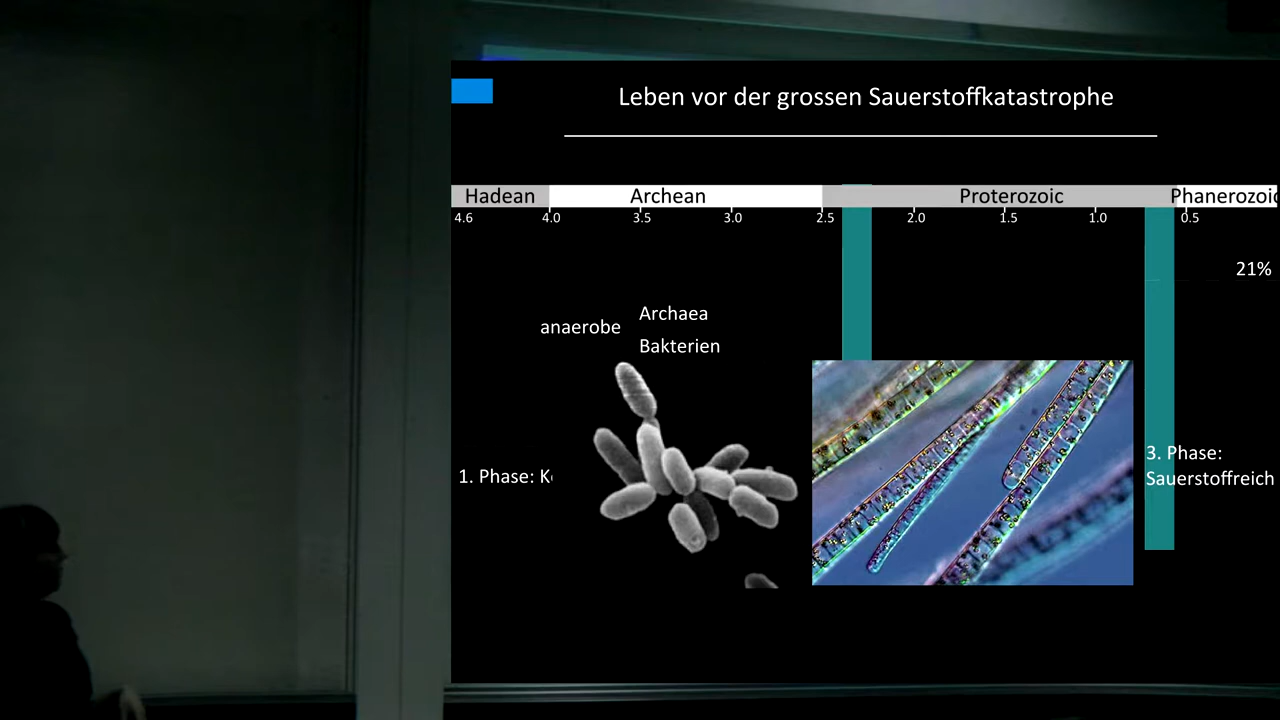 Leben vor der grossen Sauerstoffkatastrophe
Hadean Archean Proterozoic Phanerozoic
4.6 4.0 3.5 3.0 2.5 2.0 1.5 1.0 0.5
21%
anaerobe
Archaea
Bakterien
1. Phase:
3. Phase:
Sauerstoffreich